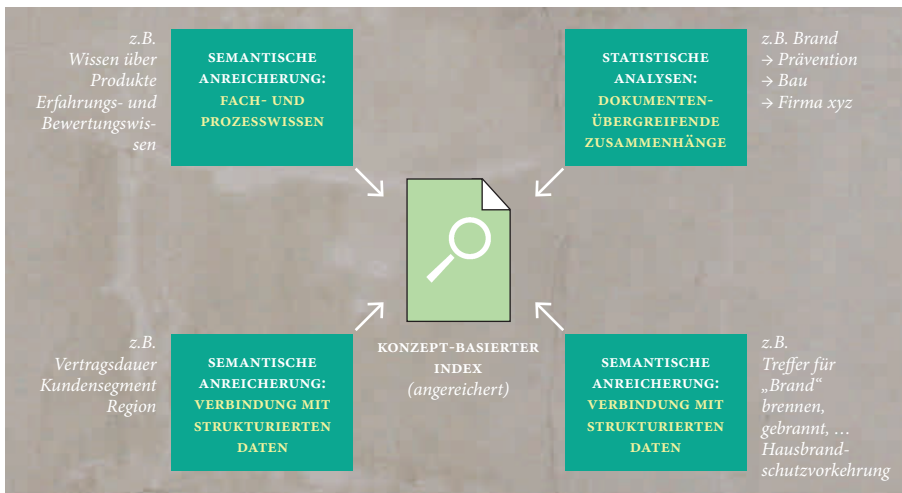 z.B.
Wissen über
Produkte
Erfahrungs- und
Bewertungswis-
sen
SEMANTISCHE
ANREICHERUNG:
FACH- UND
PROZESSWISSEN
STATISTISCHE
ANALYSEN:
DOKUMENTEN-
ÜBERGREIFENDE
ZUSAMMENHÄNGE
z.B. Brand
→ Prävention
→ Bau
→ Firma xyz
KONZEPT-BASIERTER
INDEX
(angereichert)
z.B.
Vertragsdauer
Kundensegment
Region
SEMANTISCHE
ANREICHERUNG:
VERBINDUNG MIT
STRUKTURIERTEN
DATEN
SEMANTISCHE
ANREICHERUNG:
VERBINDUNG MIT
STRUKTURIERTEN
DATEN
z.B.
Treffer für
„Brand“
brennen,
gebrannt, …
Hausbrand-
schutzvorkehrung